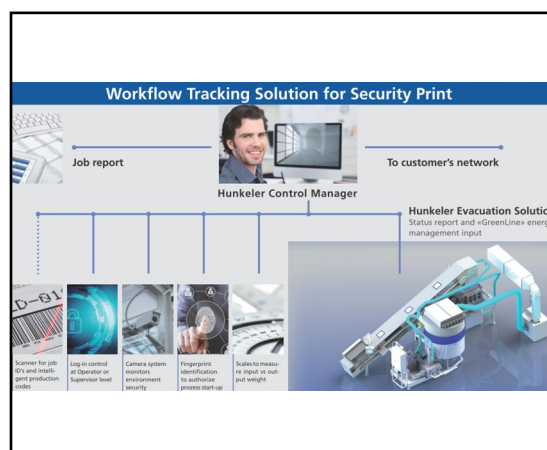 Workflow Tracking Solution for Security Print
Job report
To customer's network
Hunkeler Control Manager
Hunkeler Evacuation Solutio
Status report and «GreenLine» energ
management input
Scanner for job
ID's and intelli-
gent production
codes
Log-in control
at Operator or
Supervisor level
Camera system
monitors
environment
security
Fingerprint
identification
to authorize
prozess start-up
Scales to measu-
re input vs out-
put weight